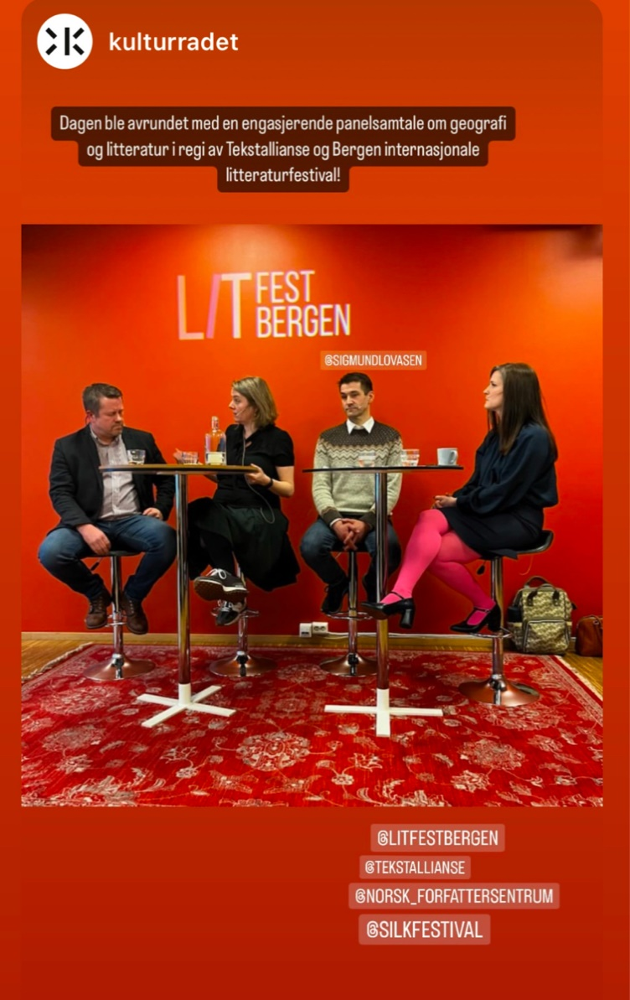 kulturradet
Dagen ble avrundet med en engasjerende panelsamtale om geografi
og litteratur i regi av Tekstallianse og Bergen internasjonale
litteraturfestival!
LIT FEST
BERGEN
@SIGMUNDLOVASEN
@LITFESTBERGEN
@TEKSTALLIANSE
@NORSK_FORFATTERSENTRUM
@SILKFESTIVAL